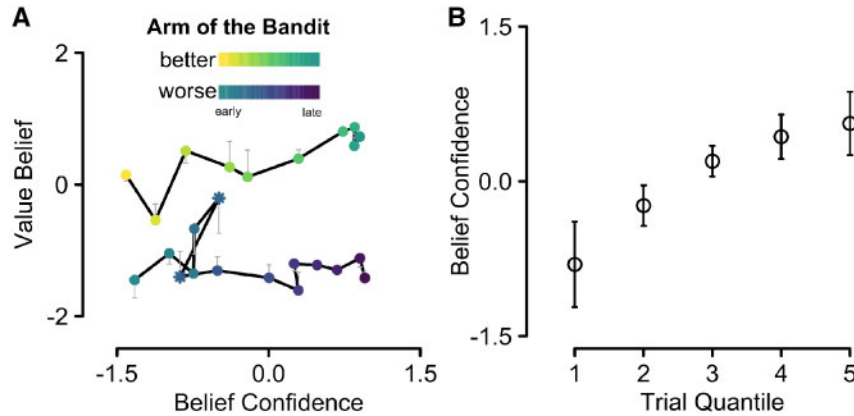 A
Arm of the Bandit
better
worse
early late
2
0
-2
Value Belief
-1.5 0.0 1.5
Belief Confidence
B
1.5
0.0
-1.5
Belief Confidence
1 2 3 4 5
Trial Quantile